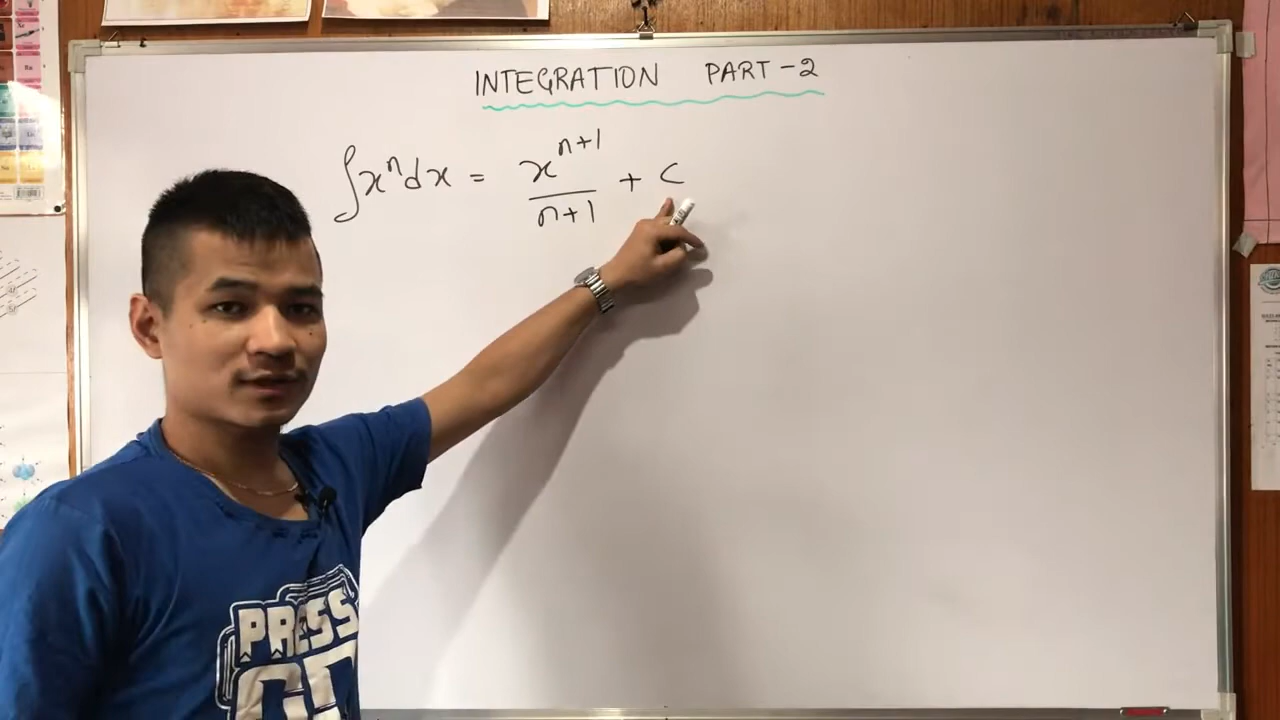 INTEGRATION PART-2
∫xⁿdx = xⁿ⁺¹/n+1 + c
PRESS